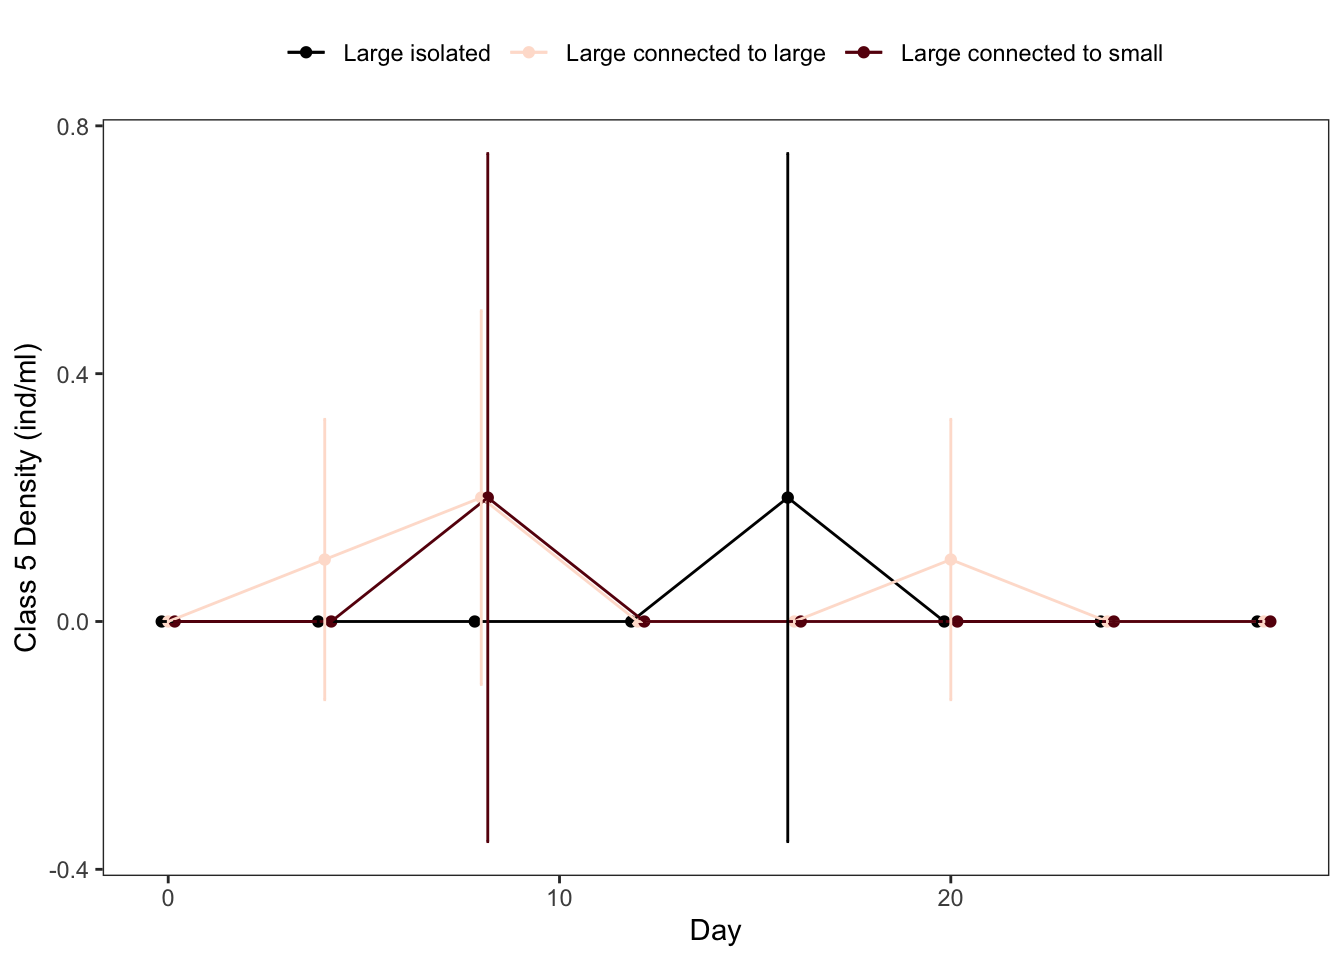 Large isolated Large connected to large Large connected to small
0.8
0.4
0.0
-0.4
Class 5 Density (ind/ml)
0 10 20
Day